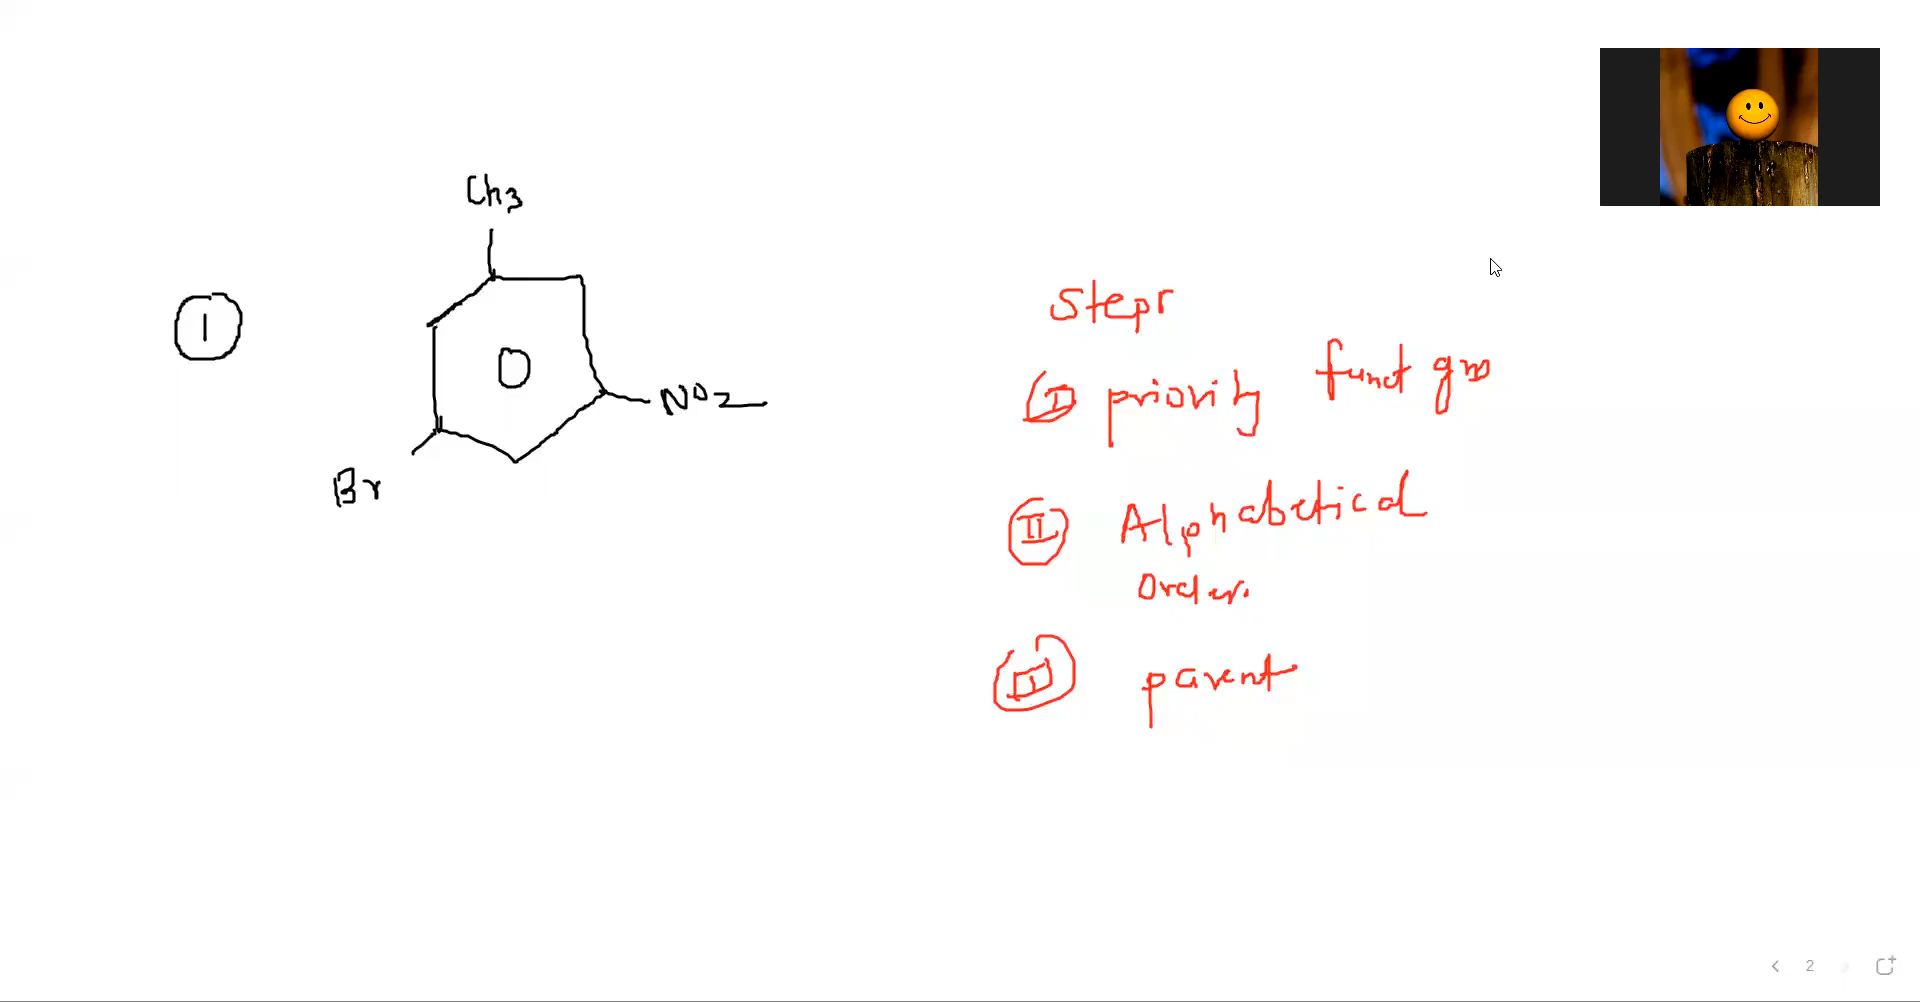 Ch3
1
NO2
Br
Steps
I priority funct grp
II Alphabetical
Order.
III parent
2